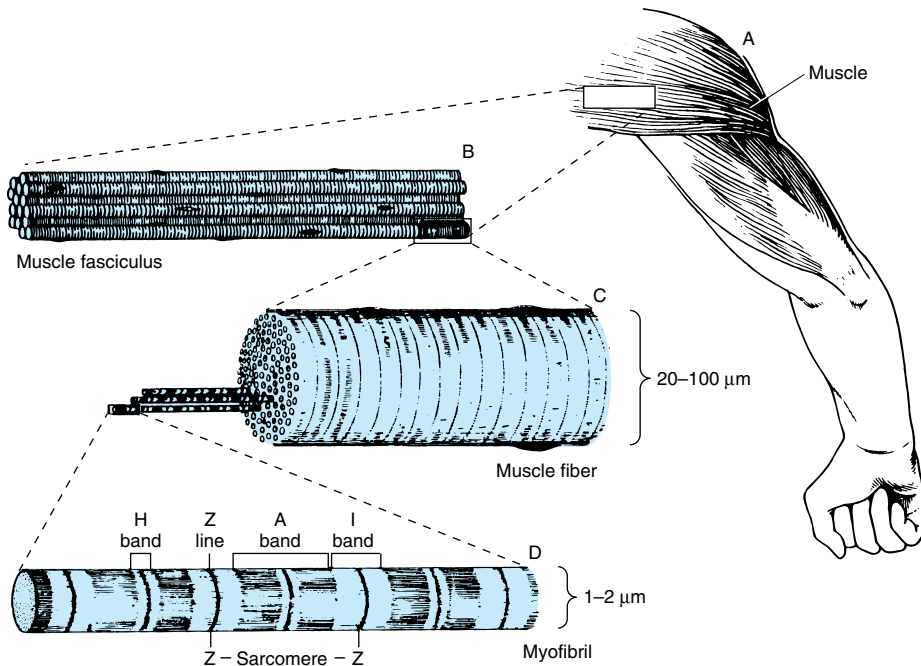 A
Muscle
B
Muscle fasciculus
C
20–100 μm
Muscle fiber
H
band
Z
line
A
band
I
band
D
1–2 μm
Z – Sarcomere – Z
Myofibril